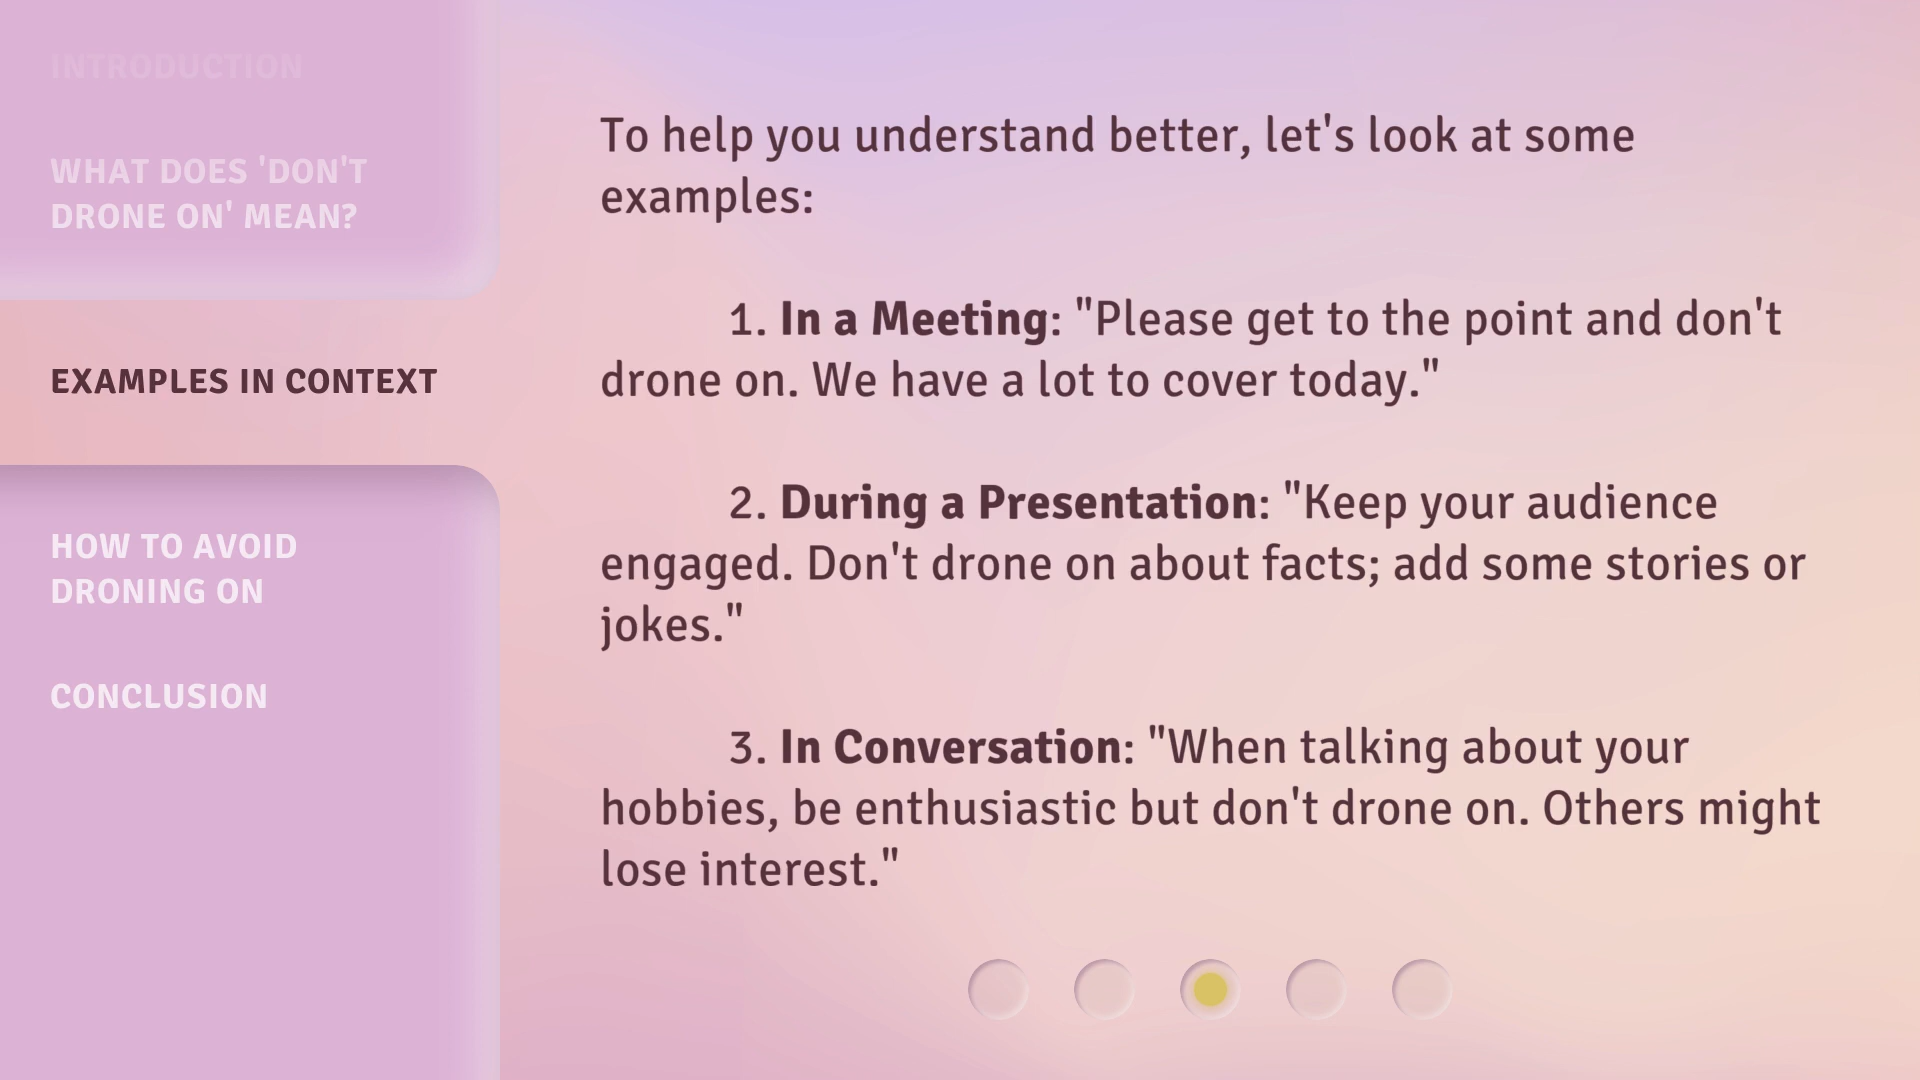 INTRODUCTION
WHAT DOES 'DON'T
DRONE ON' MEAN?
EXAMPLES IN CONTEXT
HOW TO AVOID
DRONING ON
CONCLUSION
To help you understand better, let's look at some
examples:
1. In a Meeting: "Please get to the point and don't
drone on. We have a lot to cover today."
2. During a Presentation: "Keep your audience
engaged. Don't drone on about facts; add some stories or
jokes."
3. In Conversation: "When talking about your
hobbies, be enthusiastic but don't drone on. Others might
lose interest."